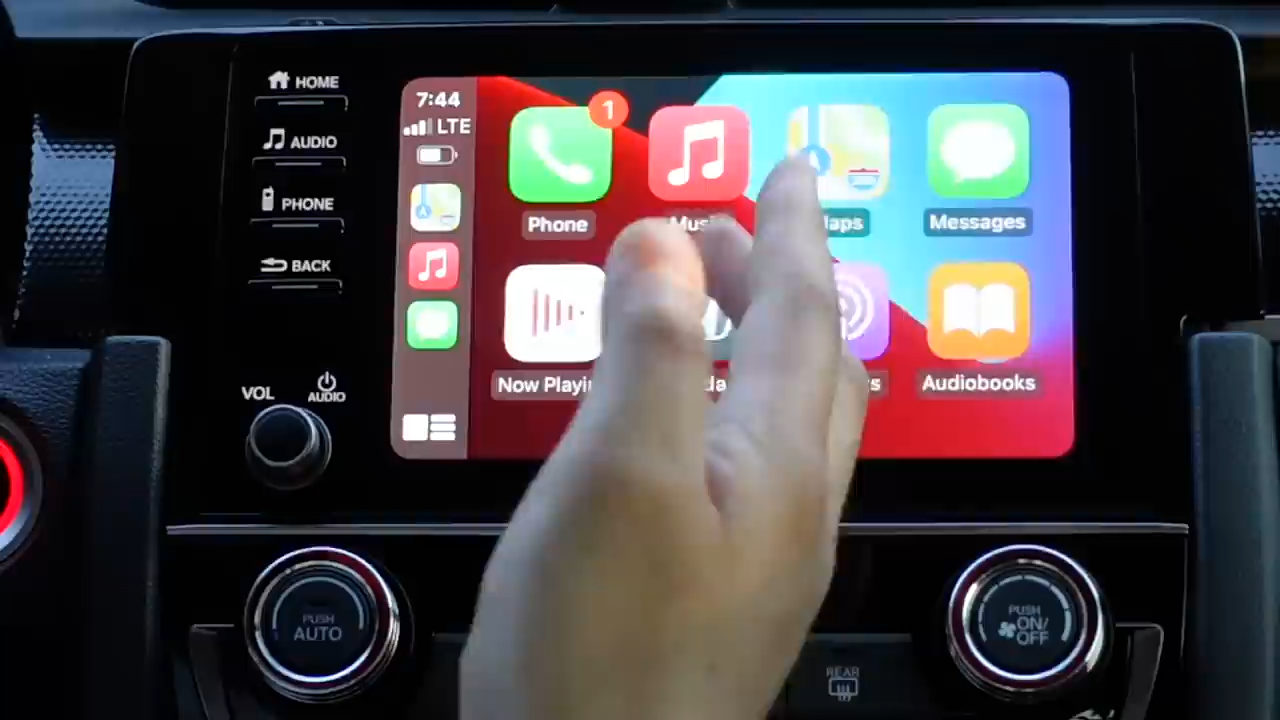 HOME
AUDIO
PHONE
BACK
VOL
AUDIO
7:44
LTE
1
Phone
Messages
Audiobooks
PUSH
AUTO
PUSH
ON/
OFF
REAR